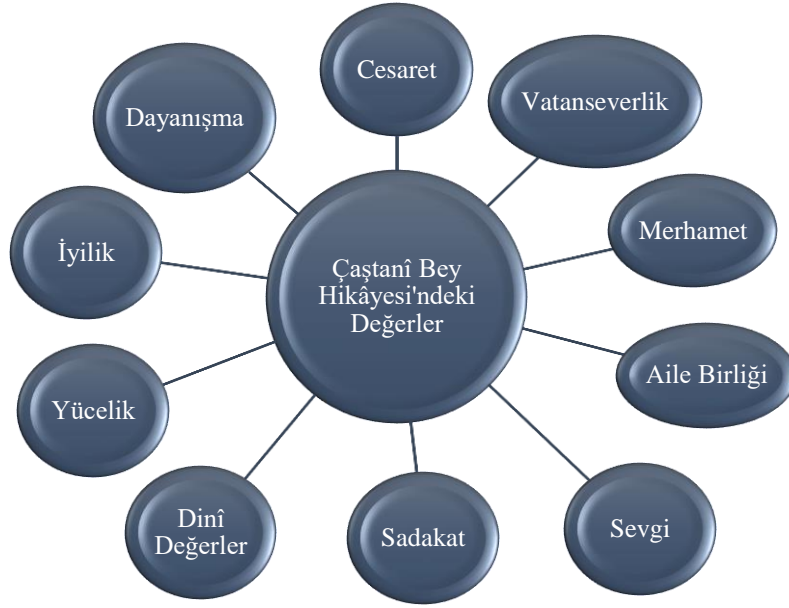 Cesaret
Vatanseverlik
Dayanışma
Merhamet
İyilik
Çaştanî Bey
Hikâyesi'ndeki
Değerler
Aile Birliği
Yücelik
Dinî
Değerler
Sadakat
Sevgi